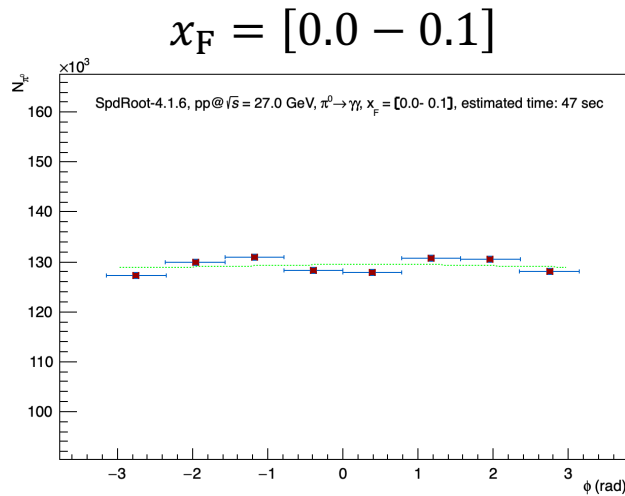 x_F = [0.0 − 0.1]
×10³
N_π⁰
SpdRoot-4.1.6, pp@√s = 27.0 GeV, π⁰→γγ, x_F = [0.0- 0.1], estimated time: 47 sec
160
150
140
130
120
110
100
−3 −2 −1 0 1 2 3
ϕ (rad)